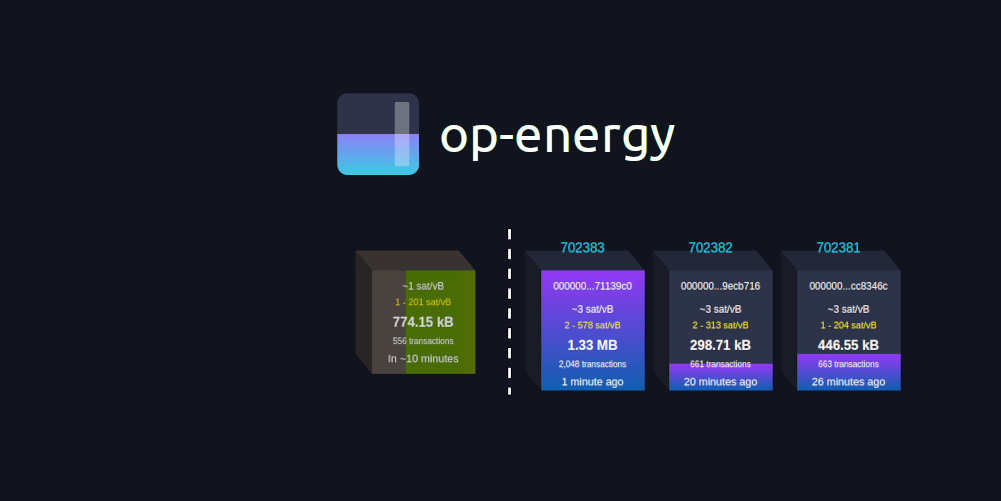 op-energy
~1 sat/vB
1 - 201 sat/vB
774.15 kB
556 transactions
In ~10 minutes
702383
000000...71139c0
~3 sat/vB
2 - 578 sat/vB
1.33 MB
2,048 transactions
1 minute ago
702382
000000...9ecb716
~3 sat/vB
2 - 313 sat/vB
298.71 kB
661 transactions
20 minutes ago
702381
000000...cc8346c
~3 sat/vB
1 - 204 sat/vB
446.55 kB
663 transactions
26 minutes ago